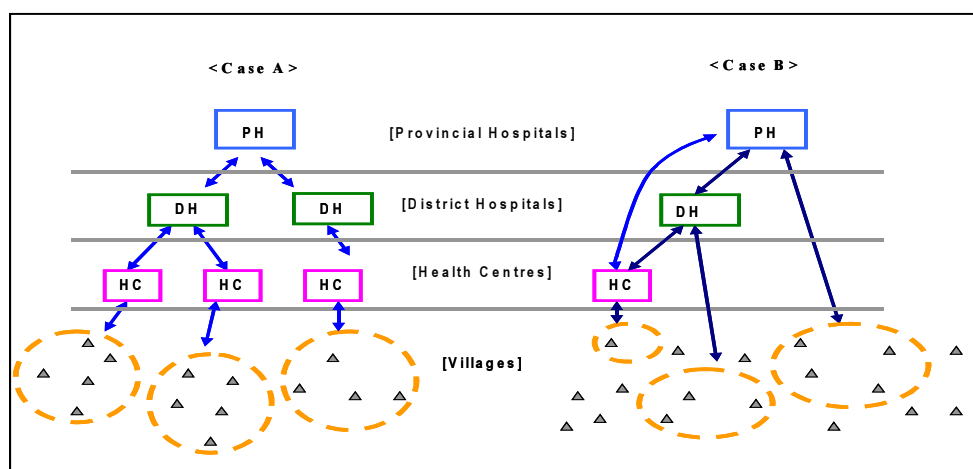 <Case A>
<Case B>
PH
[Provincial Hospitals]
PH
DH
DH
[District Hospitals]
DH
HC
HC
HC
[Health Centres]
HC
[Villages]